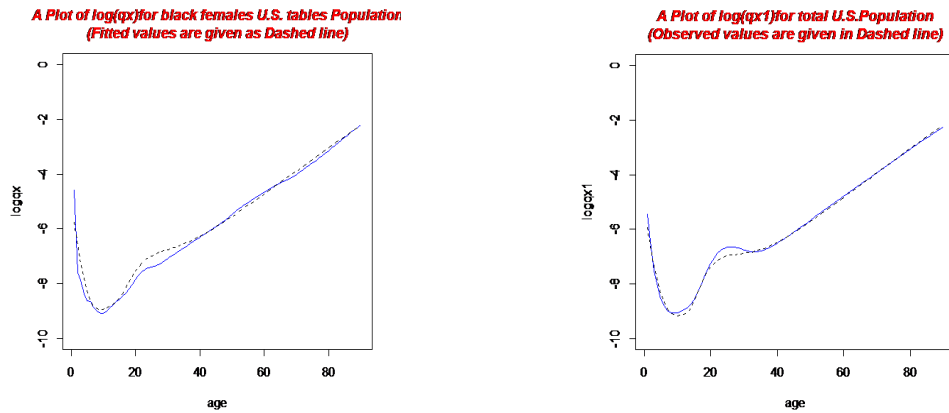 A Plot of log(qx)for black females U.S. tables Population
(Fitted values are given as Dashed line)
0
-2
-4
-6
-8
-10
logqx
0 20 40 60 80
age
A Plot of log(qx1)for total U.S.Population
(Observed values are given in Dashed line)
0
-2
-4
-6
-8
-10
logqx1
0 20 40 60 80
age